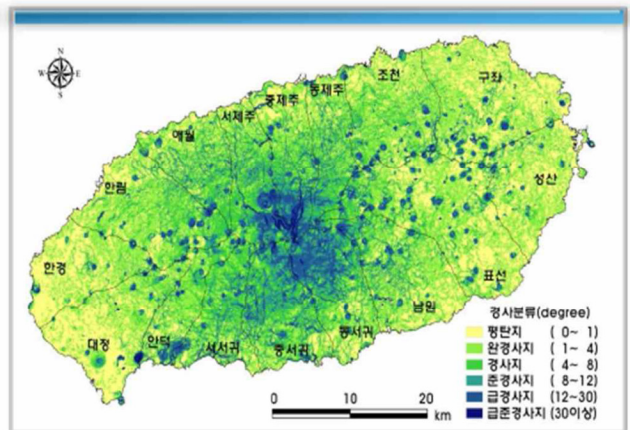 N
W E
S
조천
구좌
동제주
중제주
서제주
애월
성산
한림
한경
표선
남원
동서귀
대정
안덕
서서귀
중서귀
경사분류(degree)
평탄지 ( 0~ 1)
완경사지 ( 1~ 4)
경사지 ( 4~ 8)
준경사지 ( 8~12)
급경사지 (12~30)
급준경사지 (30이상)
0 10 20
km